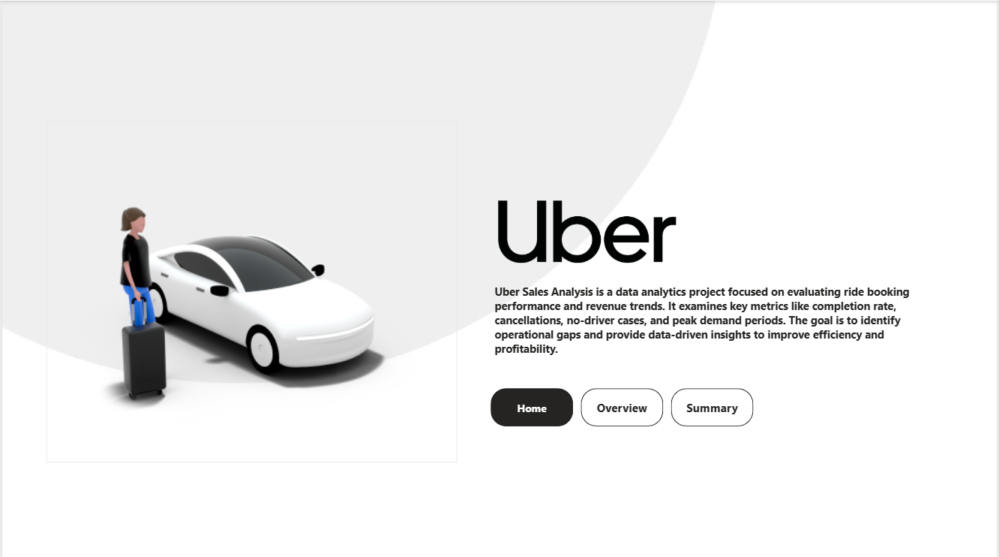 Uber
Uber Sales Analysis is a data analytics project focused on evaluating ride booking
performance and revenue trends. It examines key metrics like completion rate,
cancellations, no-driver cases, and peak demand periods. The goal is to identify
operational gaps and provide data-driven insights to improve efficiency and
profitability.
Home
Overview
Summary